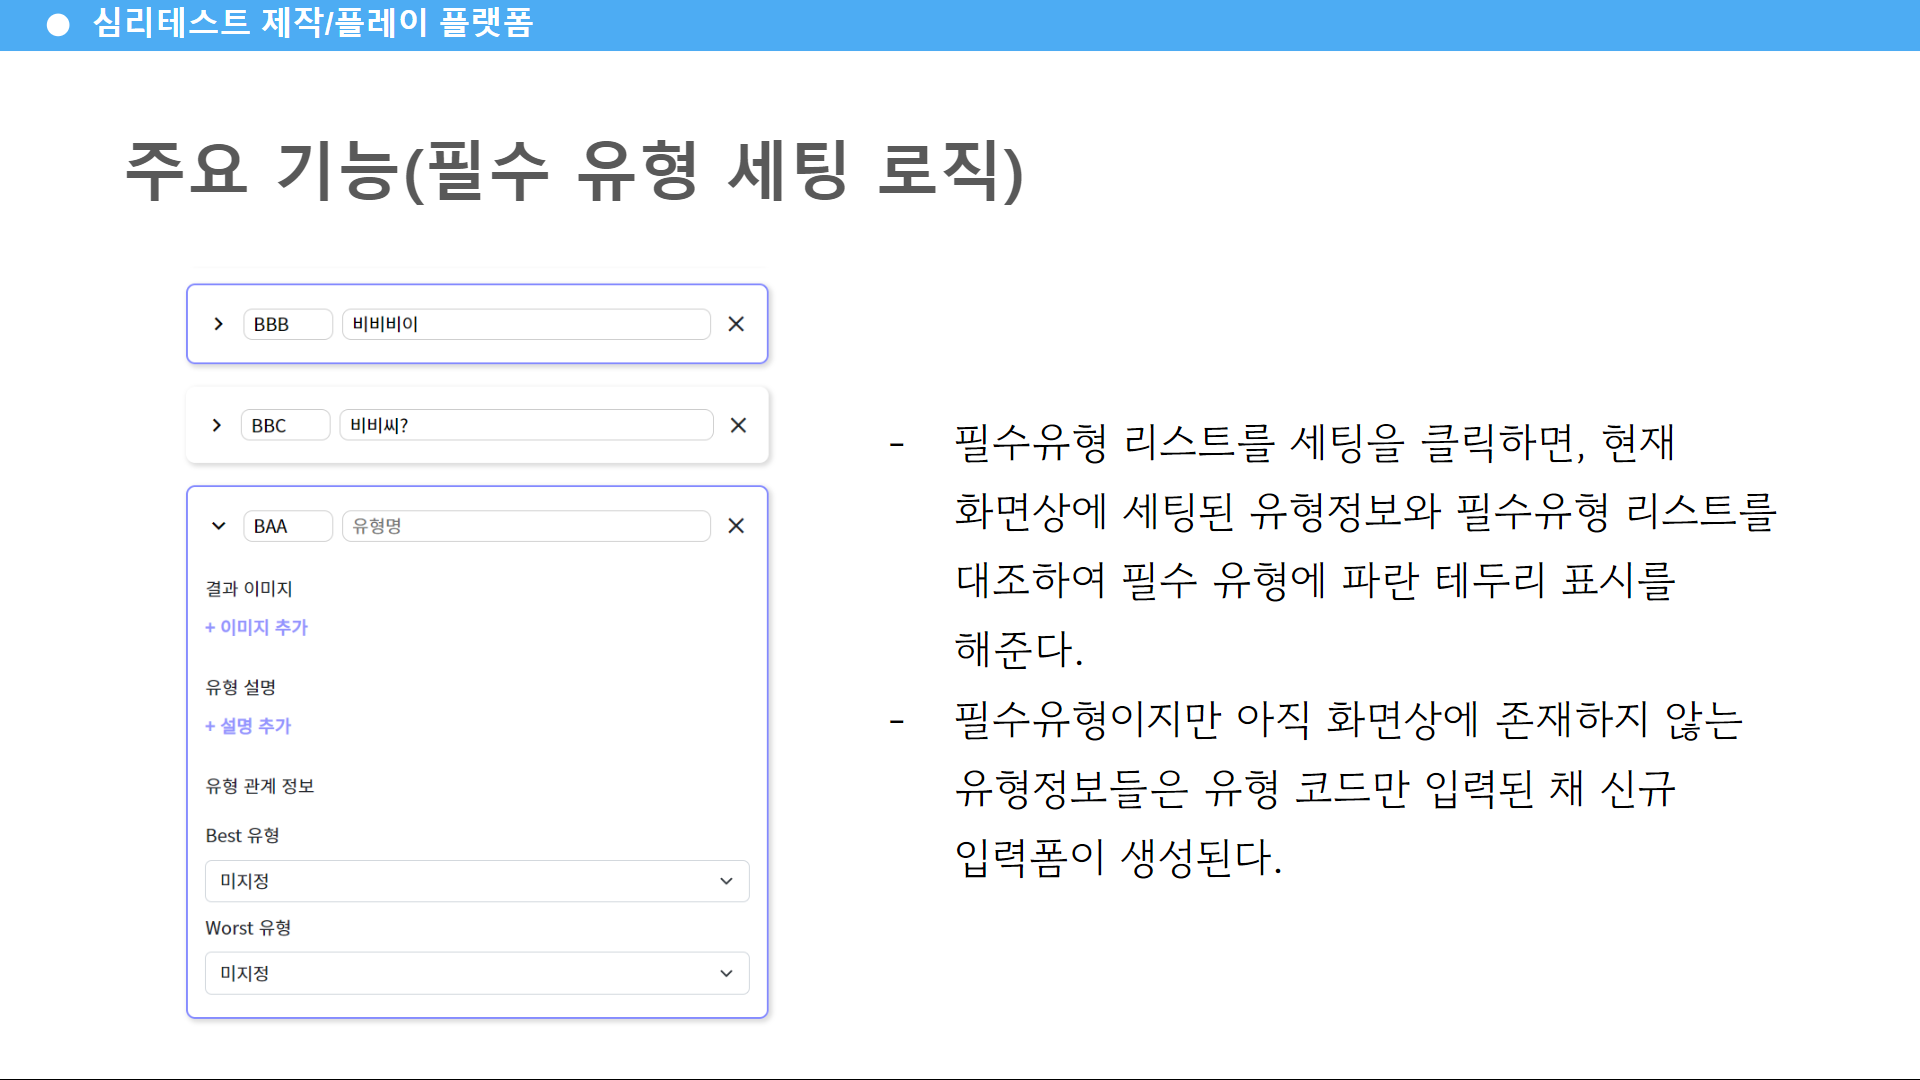 심리테스트 제작/플레이 플랫폼
주요 기능(필수 유형 세팅 로직)
BBB 비비비이
BBC 비비씨?
BAA 유형명
결과 이미지
+ 이미지 추가
유형 설명
+ 설명 추가
유형 관계 정보
Best 유형
미지정
Worst 유형
미지정
- 필수유형 리스트를 세팅을 클릭하면, 현재
화면상에 세팅된 유형정보와 필수유형 리스트를
대조하여 필수 유형에 파란 테두리 표시를
해준다.
- 필수유형이지만 아직 화면상에 존재하지 않는
유형정보들은 유형 코드만 입력된 채 신규
입력폼이 생성된다.